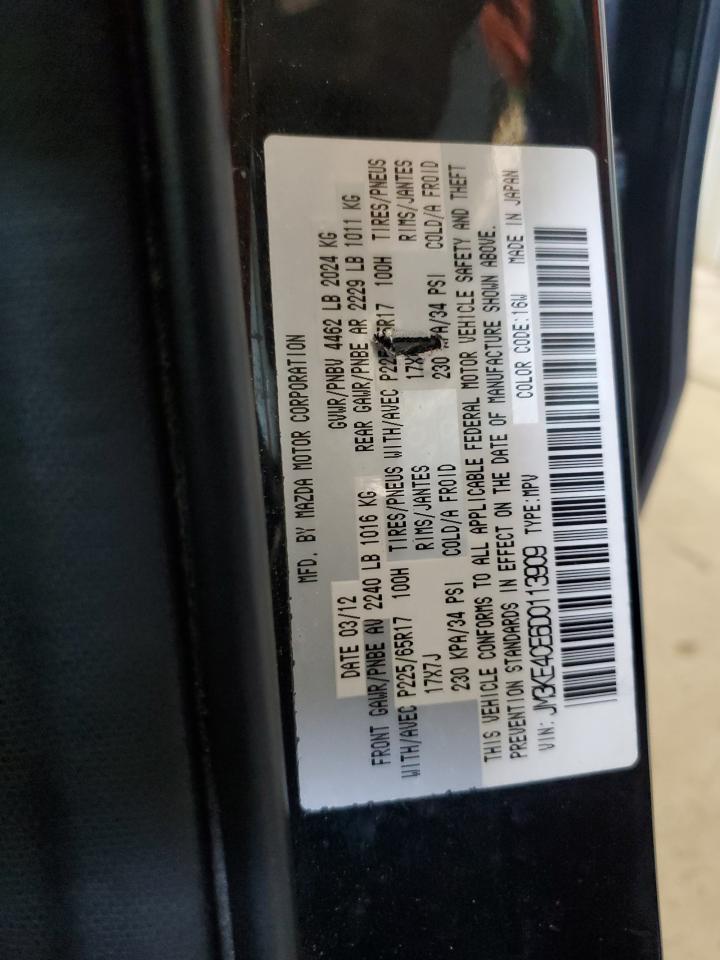 MFD. BY MAZDA MOTOR CORPORATION
DATE 03/12 GVWR/PNBV 4462 LB 2024 KG
FRONT GAWR/PNBE AV 2240 LB 1016 KG REAR GAWR/PNBE AR 2229 LB 1011 KG
WITH/AVEC P225/65R17 100H TIRES/PNEUS WITH/AVEC 100H TIRES/PNEUS
17X7J RIMS/JANTES RIMS/JANTES
230 KPA/34 PSI COLD/A FROID 230 KPA/34 PSI COLD/A FROID
THIS VEHICLE CONFORMS TO ALL APPLICABLE FEDERAL MOTOR VEHICLE SAFETY AND THEFT
PREVENTION STANDARDS IN EFFECT ON THE DATE OF MANUFACTURE SHOWN ABOVE.
VIN: JM3KE4CE6D0113909 TYPE:MPV COLOR CODE:16W MADE IN JAPAN